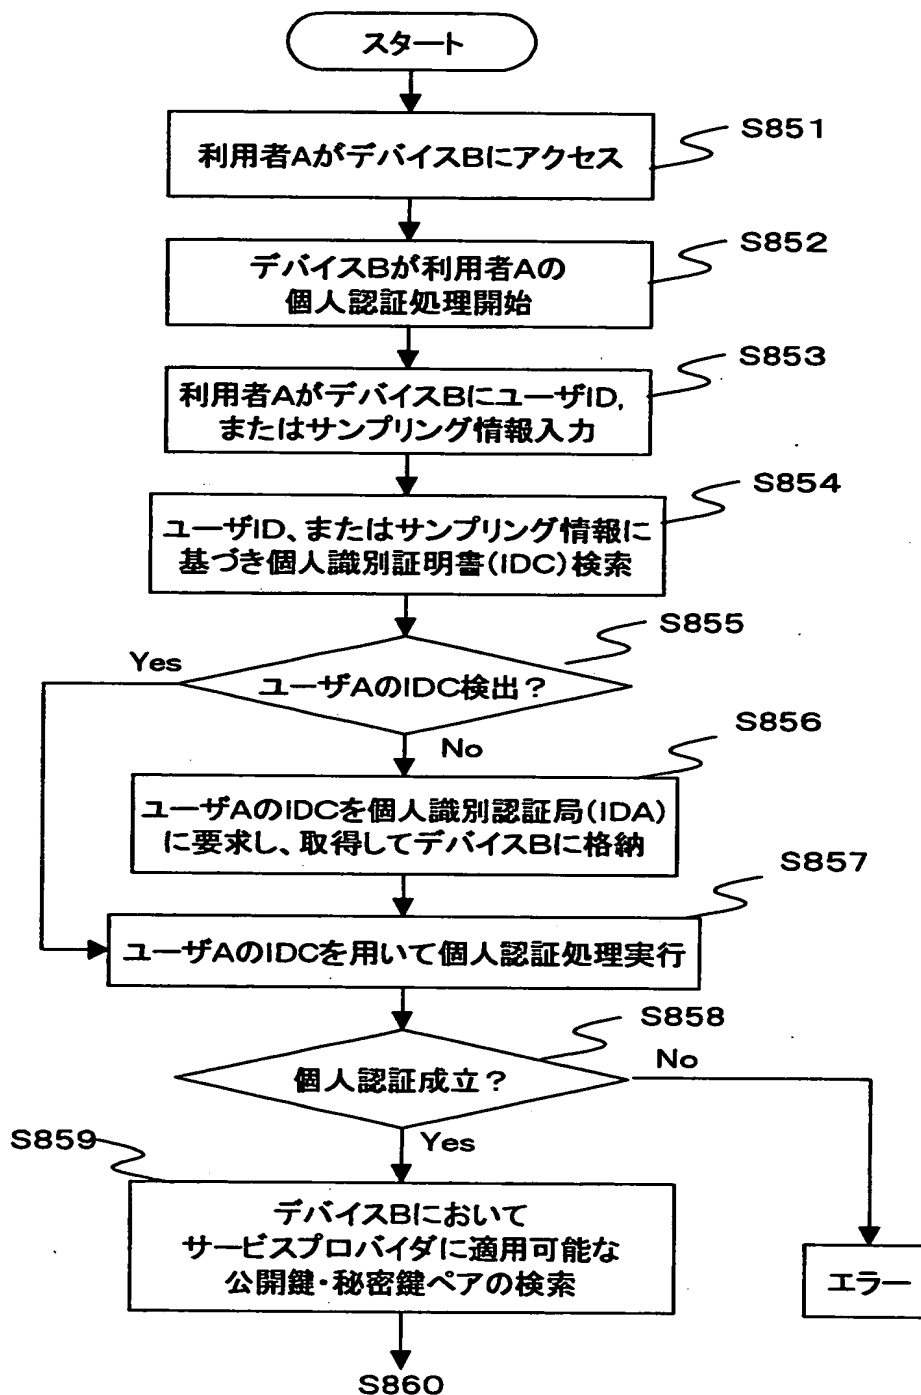 スタート
S851
利用者AがデバイスBにアクセス
S852
デバイスBが利用者Aの
個人認証処理開始
S853
利用者AがデバイスBにユーザID,
またはサンプリング情報入力
S854
ユーザID、またはサンプリング情報に
基づき個人識別証明書(IDC)検索
S855
Yes
ユーザAのIDC検出?
No
S856
ユーザAのIDCを個人識別認証局(IDA)
に要求し、取得してデバイスBに格納
S857
ユーザAのIDCを用いて個人認証処理実行
S858
個人認証成立?
No
Yes
S859
デバイスBにおいて
サービスプロバイダに適用可能な
公開鍵・秘密鍵ペアの検索
エラー
S860